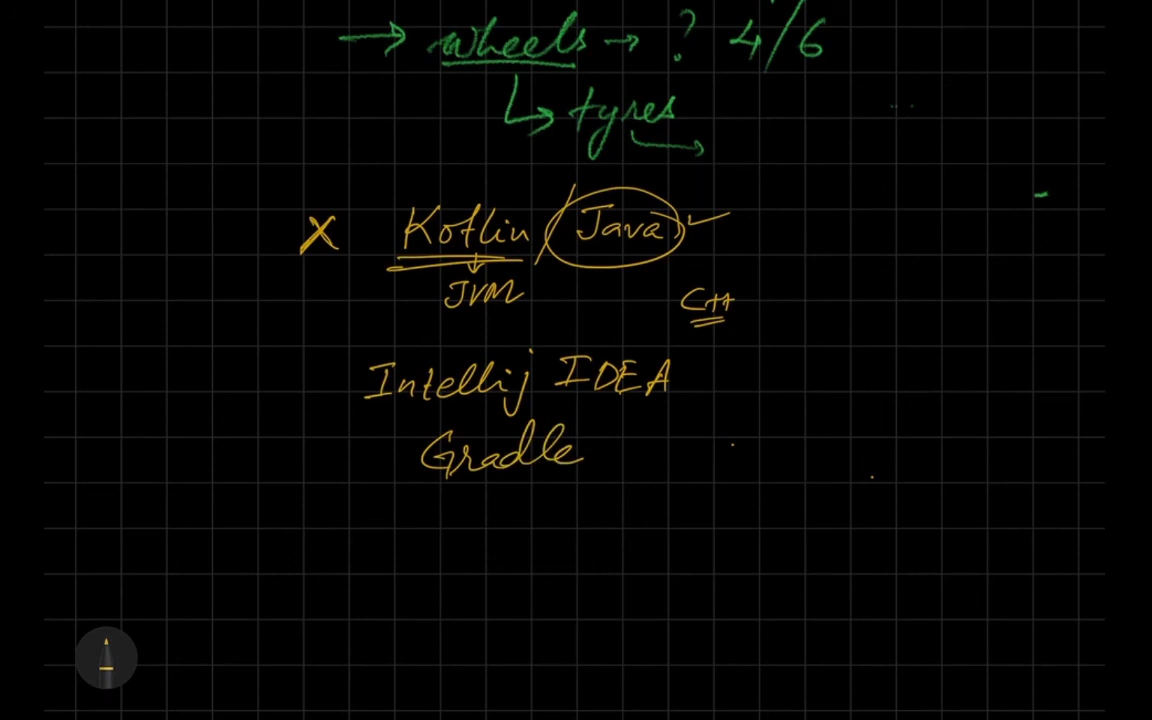 → wheels → ? 4/6
↳ tyres →
X Kotlin / Java ✓
JVM
C++
Intellij IDEA
Gradle